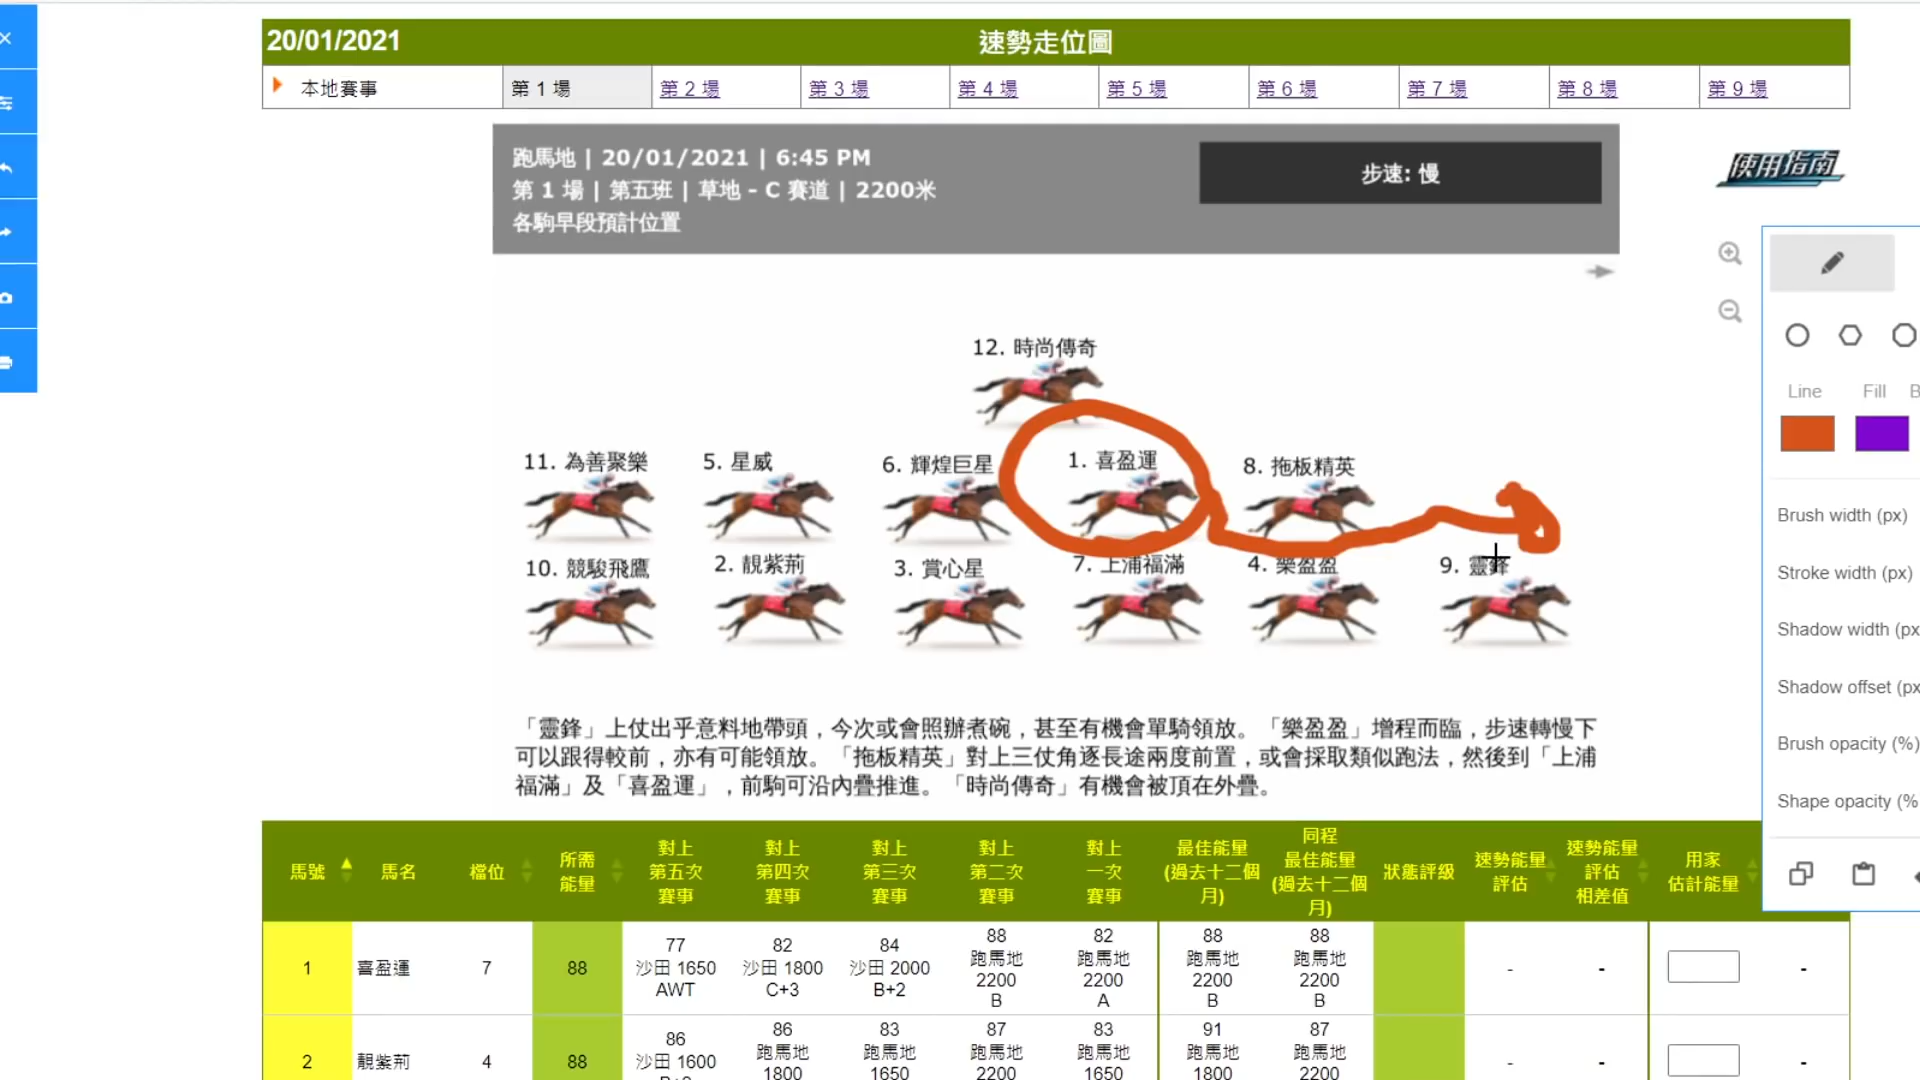 20/01/2021 速勢走位圖
本地賽事 第 1 場 第 2 場 第 3 場 第 4 場 第 5 場 第 6 場 第 7 場 第 8 場 第 9 場
跑馬地 | 20/01/2021 | 6:45 PM
步速: 慢
第 1 場 | 第五班 | 草地 - C 賽道 | 2200米
各駒早段預計位置
使用指南
12. 時尚傳奇
11. 為善聚樂 5. 星威 6. 輝煌巨星 1. 喜盈運 8. 拖板精英
10. 競駿飛鷹 2. 靚紫荊 3. 賞心星 7. 上浦福滿 4. 樂盈盈 9. 靈鋒
「靈鋒」上仗出乎意料地帶頭，今次或會照辦煮碗，甚至有機會單騎領放。「樂盈盈」增程而臨，步速轉慢下
可以跟得較前，亦有可能領放。「拖板精英」對上三仗角逐長途兩度前置，或會採取類似跑法，然後到「上浦
福滿」及「喜盈運」，前駒可沿內疊推進。「時尚傳奇」有機會被頂在外疊。
Line Fill B
Brush width (px)
Stroke width (px)
Shadow width (px
Shadow offset (px
Brush opacity (%)
Shape opacity (%
馬號 馬名 檔位 所需 能量 對上 第五次 賽事 對上 第四次 賽事 對上 第三次 賽事 對上 第二次 賽事 對上 一次 賽事 最佳能量 (過去十二個 月) 同程 最佳能量 (過去十二個 月) 狀態評級 速勢能量 評估 速勢能量 評估 相差值 用家 估計能量
1 喜盈運 7 88 77 沙田 1650 AWT 82 沙田 1800 C+3 84 沙田 2000 B+2 88 跑馬地 2200 B 82 跑馬地 2200 A 88 跑馬地 2200 B 88 跑馬地 2200 B - - -
2 靚紫荊 4 88 86 沙田 1600 86 跑馬地 1800 83 跑馬地 1650 87 跑馬地 2200 83 跑馬地 1650 91 跑馬地 1800 87 跑馬地 2200 - - -